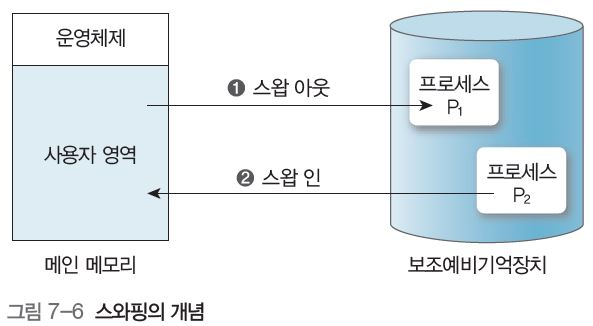 운영체제
사용자 영역
메인 메모리
❶ 스왑 아웃
❷ 스왑 인
프로세스
P₁
프로세스
P₂
보조예비기억장치
그림 7-6 스와핑의 개념